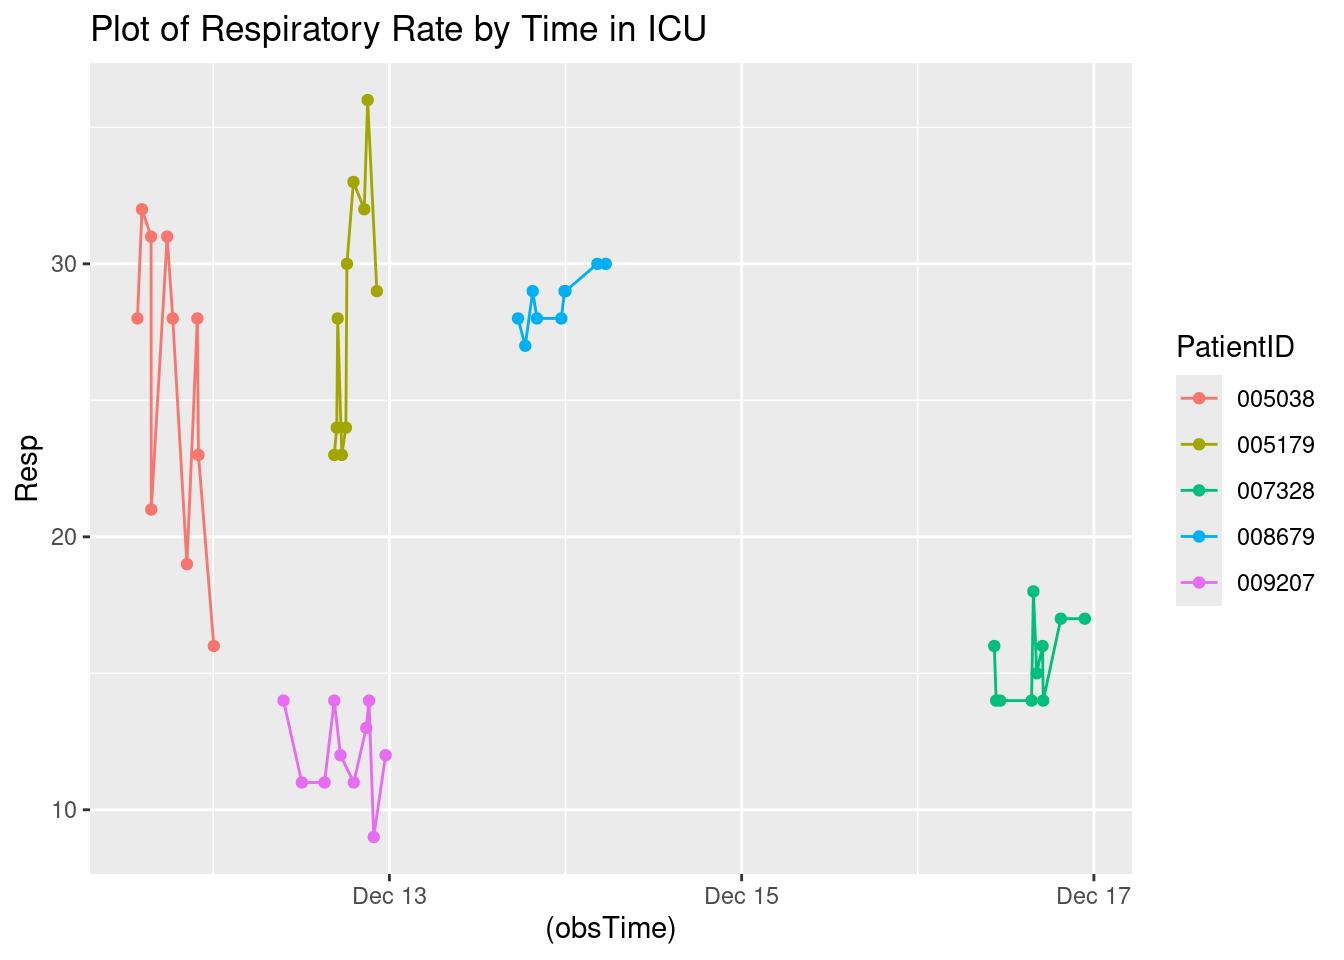 Plot of Respiratory Rate by Time in ICU
Resp
30
20
10
Dec 13
Dec 15
Dec 17
(obsTime)
PatientID
005038
005179
007328
008679
009207